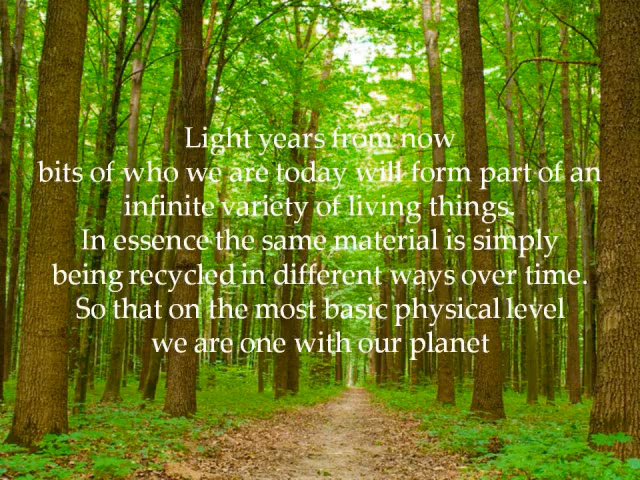 Light years from now
bits of who we are today will form part of an
infinite variety of living things.
In essence the same material is simply
being recycled in different ways over time.
So that on the most basic physical level
we are one with our planet